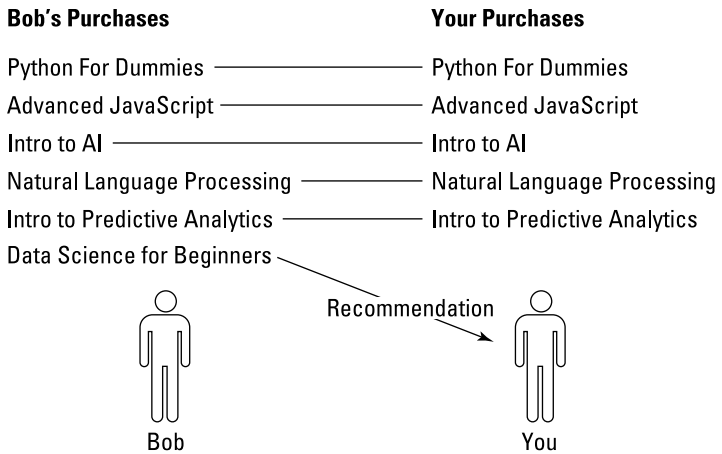 Bob's Purchases
Your Purchases
Python For Dummies
Python For Dummies
Advanced JavaScript
Advanced JavaScript
Intro to AI
Intro to AI
Natural Language Processing
Natural Language Processing
Intro to Predictive Analytics
Intro to Predictive Analytics
Data Science for Beginners
Recommendation
Bob
You